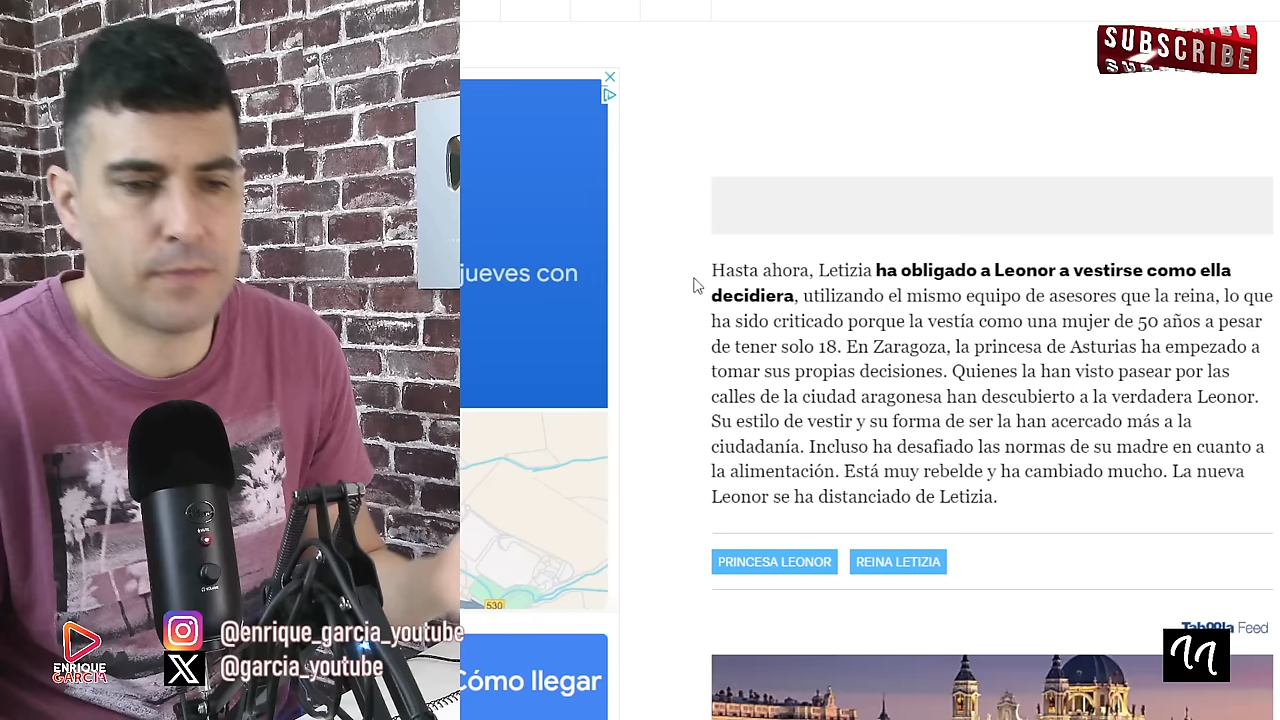 SUBSCRIBE
jueves con
Hasta ahora, Letizia ha obligado a Leonor a vestirse como ella
decidiera, utilizando el mismo equipo de asesores que la reina, lo que
ha sido criticado porque la vestía como una mujer de 50 años a pesar
de tener solo 18. En Zaragoza, la princesa de Asturias ha empezado a
tomar sus propias decisiones. Quienes la han visto pasear por las
calles de la ciudad aragonesa han descubierto a la verdadera Leonor.
Su estilo de vestir y su forma de ser la han acercado más a la
ciudadanía. Incluso ha desafiado las normas de su madre en cuanto a
la alimentación. Está muy rebelde y ha cambiado mucho. La nueva
Leonor se ha distanciado de Letizia.
PRINCESA LEONOR REINA LETIZIA
530
Taboola Feed
Cómo llegar
@enrique_garcia_youtube
@garcia_youtube
ENRIQUE
GARCIA